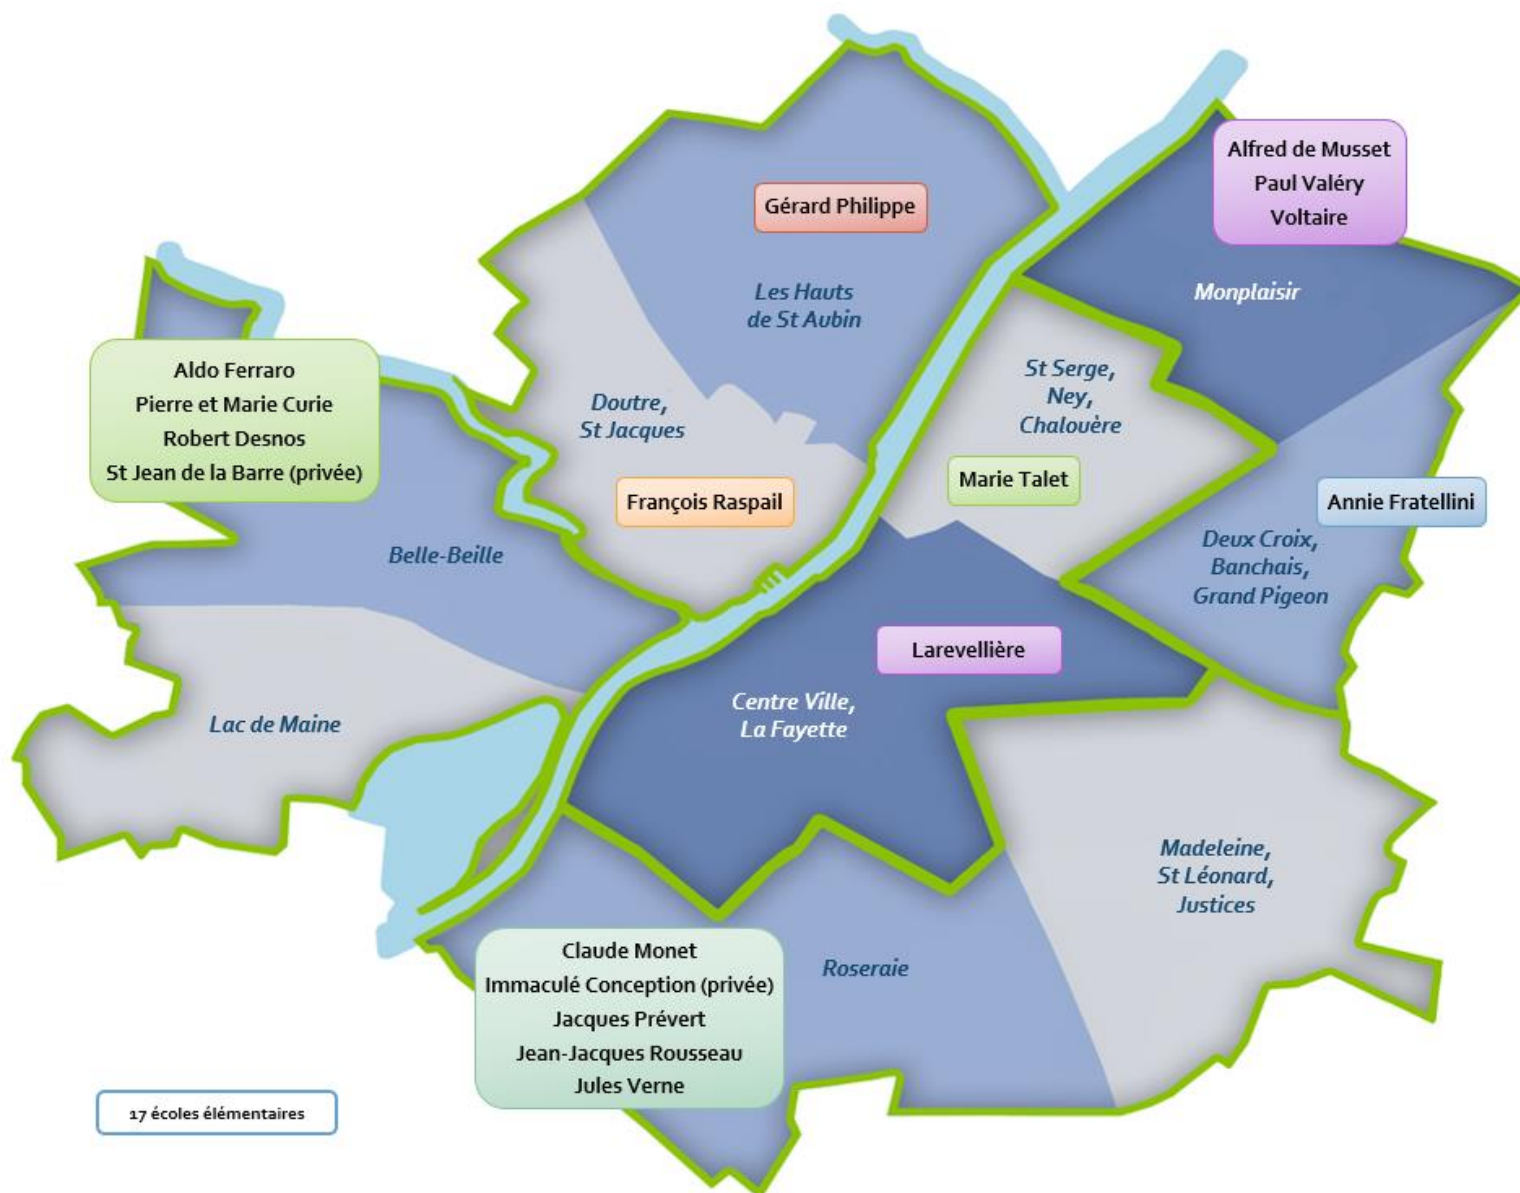 Gérard Philippe
Les Hauts
de St Aubin
Alfred de Musset
Paul Valéry
Voltaire
Monplaisir
Aldo Ferraro
Pierre et Marie Curie
Robert Desnos
St Jean de la Barre (privée)
Belle-Beille
Doutre,
St Jacques
François Raspail
St Serge,
Ney,
Chalouère
Marie Talet
Annie Fratellini
Deux Croix,
Banchais,
Grand Pigeon
Larevellière
Centre Ville,
La Fayette
Lac de Maine
Madeleine,
St Léonard,
Justices
Claude Monet
Immaculé Conception (privée)
Jacques Prévert
Jean-Jacques Rousseau
Jules Verne
Roseraie
17 écoles élémentaires